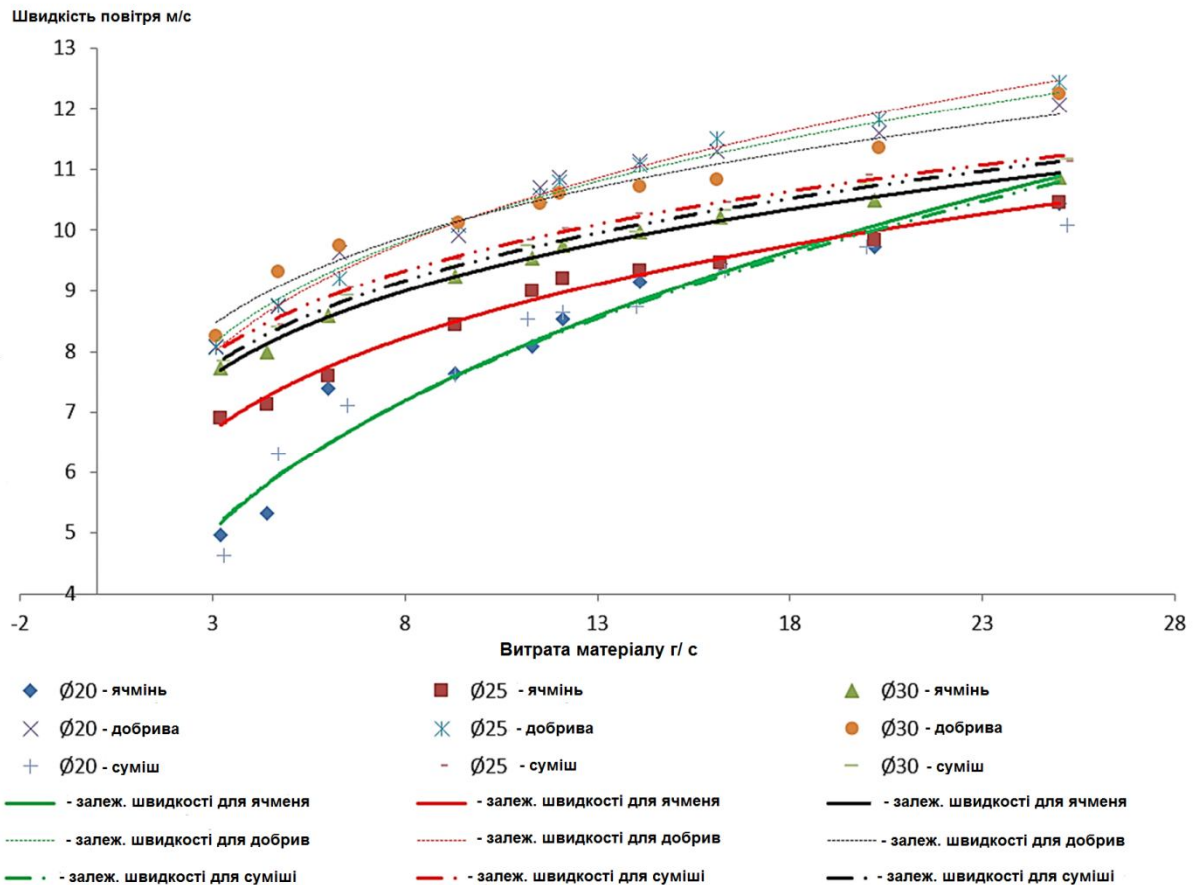 Швидкість повітря м/с
13
12
11
10
9
8
7
6
5
4
-2 3 8 13 18 23 28
Витрата матеріалу г/ с
Ø20 - ячмінь Ø25 - ячмінь Ø30 - ячмінь
Ø20 - добрива Ø25 - добрива Ø30 - добрива
Ø20 - суміш Ø25 - суміш Ø30 - суміш
- залеж. швидкості для ячменя - залеж. швидкості для ячменя - залеж. швидкості для ячменя
- залеж. швидкості для добрив - залеж. швидкості для добрив - залеж. швидкості для добрив
- залеж. швидкості для суміші - залеж. швидкості для суміші - залеж. швидкості для суміші